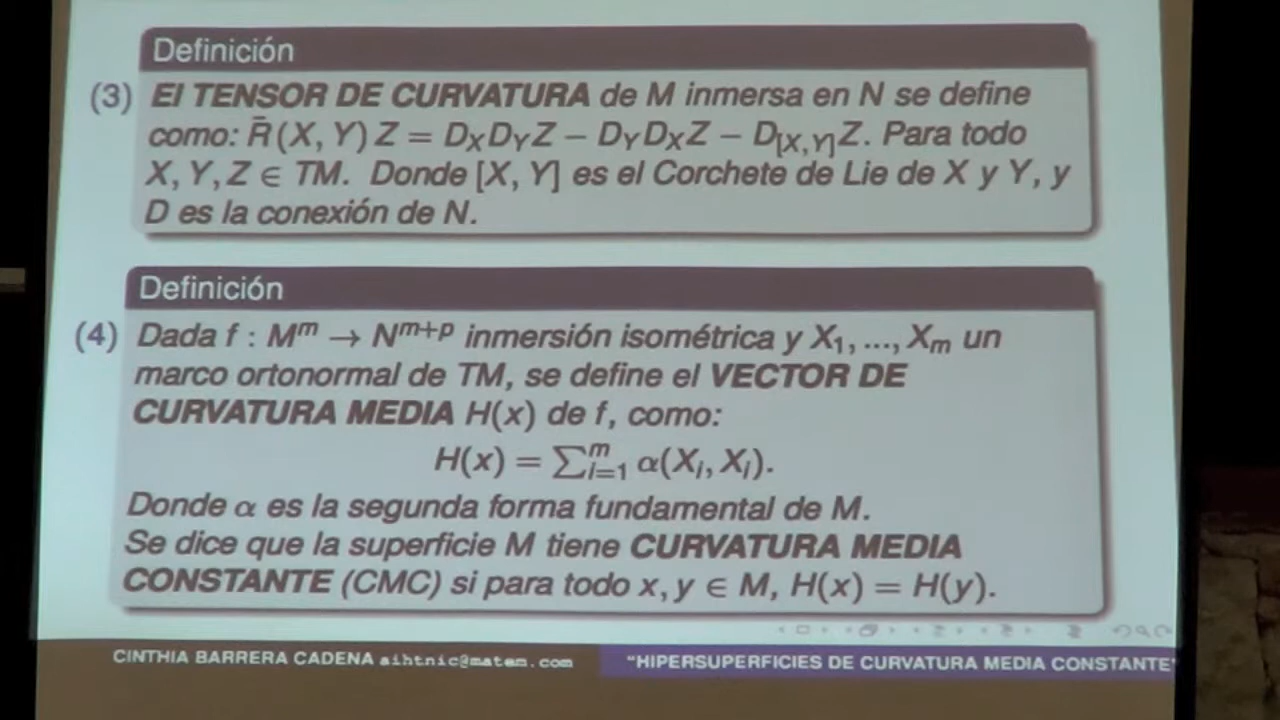 Definición
(3) El TENSOR DE CURVATURA de M inmersa en N se define
como: R̄(X, Y) Z = D_X D_Y Z − D_Y D_X Z − D_[X,Y] Z. Para todo
X, Y, Z ∈ TM. Donde [X, Y] es el Corchete de Lie de X y Y, y
D es la conexión de N.
Definición
(4) Dada f : M^m → N^{m+p} inmersión isométrica y X_1, ..., X_m un
marco ortonormal de TM, se define el VECTOR DE
CURVATURA MEDIA H(x) de f, como:
H(x) = ∑_{i=1}^m α(X_i, X_i).
Donde α es la segunda forma fundamental de M.
Se dice que la superficie M tiene CURVATURA MEDIA
CONSTANTE (CMC) si para todo x, y ∈ M, H(x) = H(y).
CINTHIA BARRERA CADENA aihtnic@matem.com
"HIPERSUPERFICIES DE CURVATURA MEDIA CONSTANTE"